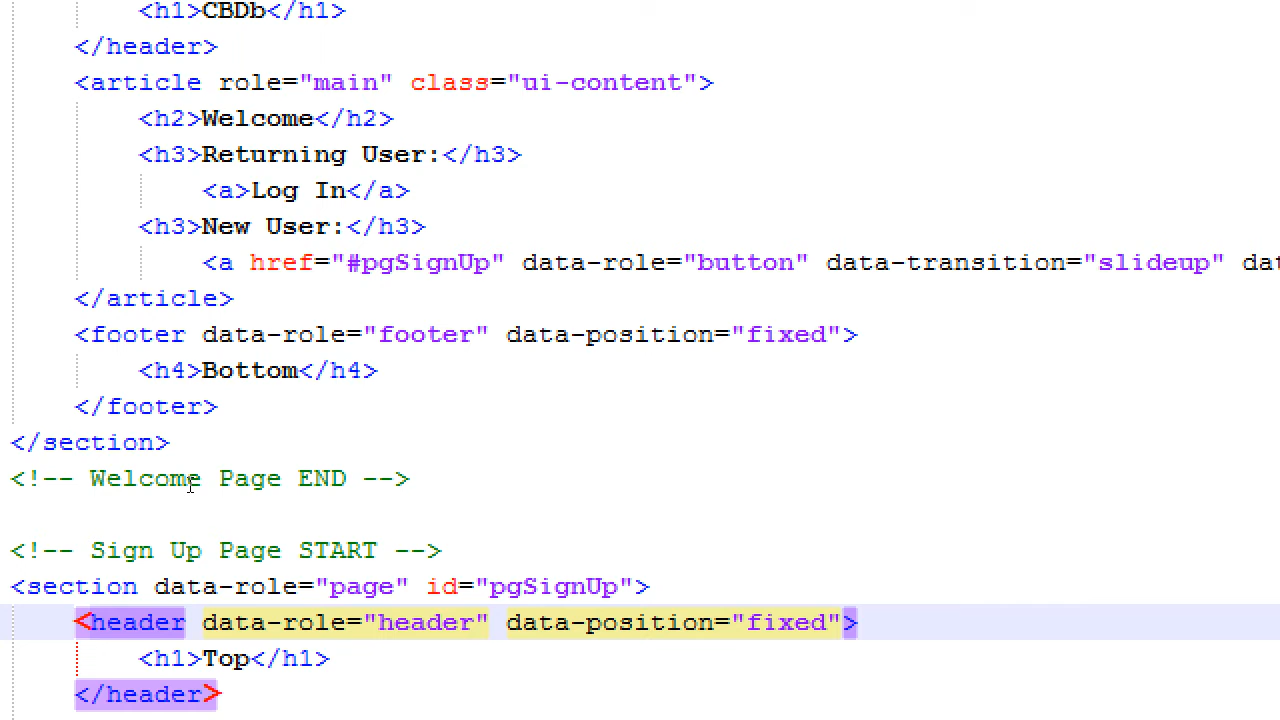 <h1>CBDb</h1>
</header>
<article role="main" class="ui-content">
<h2>Welcome</h2>
<h3>Returning User:</h3>
<a>Log In</a>
<h3>New User:</h3>
<a href="#pgSignUp" data-role="button" data-transition="slideup" dat
</article>
<footer data-role="footer" data-position="fixed">
<h4>Bottom</h4>
</footer>
</section>
<!-- Welcome Page END -->
<!-- Sign Up Page START -->
<section data-role="page" id="pgSignUp">
<header data-role="header" data-position="fixed">
<h1>Top</h1>
</header>